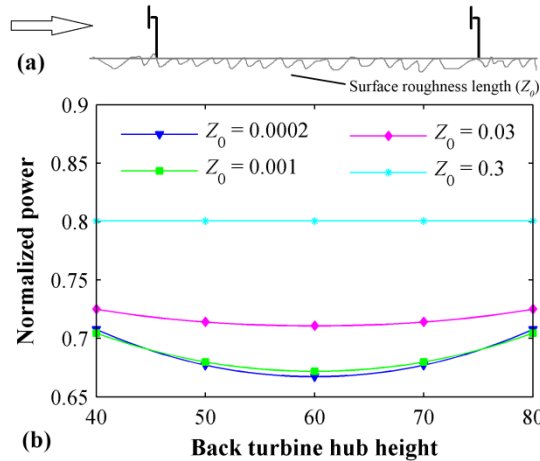 (a)
Surface roughness length (Z₀)
0.9
0.85
0.8
0.75
0.7
0.65
Normalized power
Z₀ = 0.0002
Z₀ = 0.03
Z₀ = 0.001
Z₀ = 0.3
40 50 60 70 80
(b)
Back turbine hub height